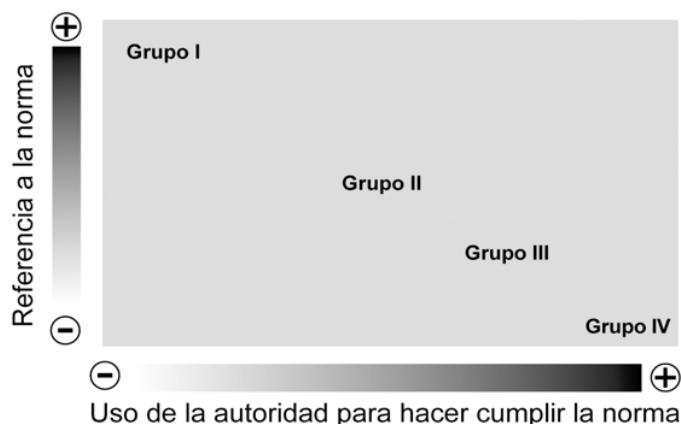 Grupo I
Grupo II
Grupo III
Grupo IV
Referencia a la norma
+
−
−
+
Uso de la autoridad para hacer cumplir la norma